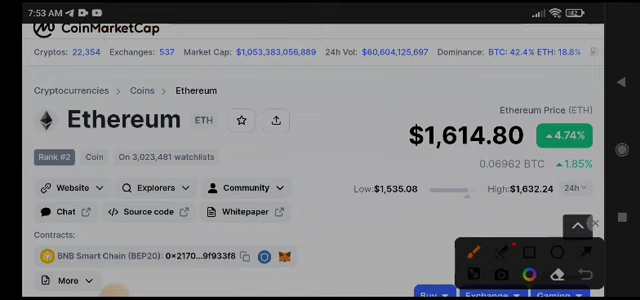 7:53 AM
82
CoinMarketCap
Cryptos: 22,354 Exchanges: 537 Market Cap: $1,053,383,056,889 24h Vol: $60,604,125,697 Dominance: BTC: 42.4% ETH: 18.8%
Cryptocurrencies > Coins > Ethereum
Ethereum ETH
Ethereum Price (ETH)
$1,614.80 4.74%
0.06962 BTC 1.85%
Rank #2 Coin On 3,023,481 watchlists
Low:$1,535.08 High:$1,632.24 24h
Website Explorers Community
Chat Source code Whitepaper
Contracts:
BNB Smart Chain (BEP20): 0x2170...9f933f8
More
Buy Exchange Gaming